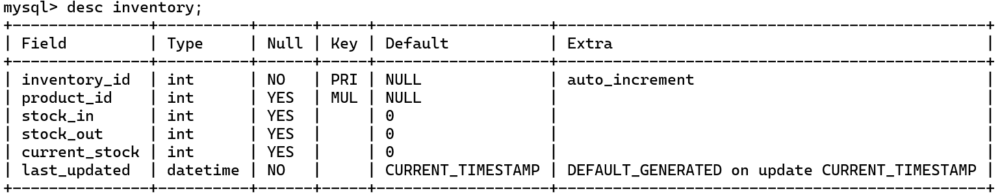 mysql> desc inventory;
+---------------+----------+------+-----+-------------------+-----------------------------------------------+
| Field         | Type     | Null | Key | Default           | Extra                                         |
+---------------+----------+------+-----+-------------------+-----------------------------------------------+
| inventory_id  | int      | NO   | PRI | NULL              | auto_increment                                |
| product_id    | int      | YES  | MUL | NULL              |                                               |
| stock_in      | int      | YES  |     | 0                 |                                               |
| stock_out     | int      | YES  |     | 0                 |                                               |
| current_stock | int      | YES  |     | 0                 |                                               |
| last_updated  | datetime | NO   |     | CURRENT_TIMESTAMP | DEFAULT_GENERATED on update CURRENT_TIMESTAMP |
+---------------+----------+------+-----+-------------------+-----------------------------------------------+